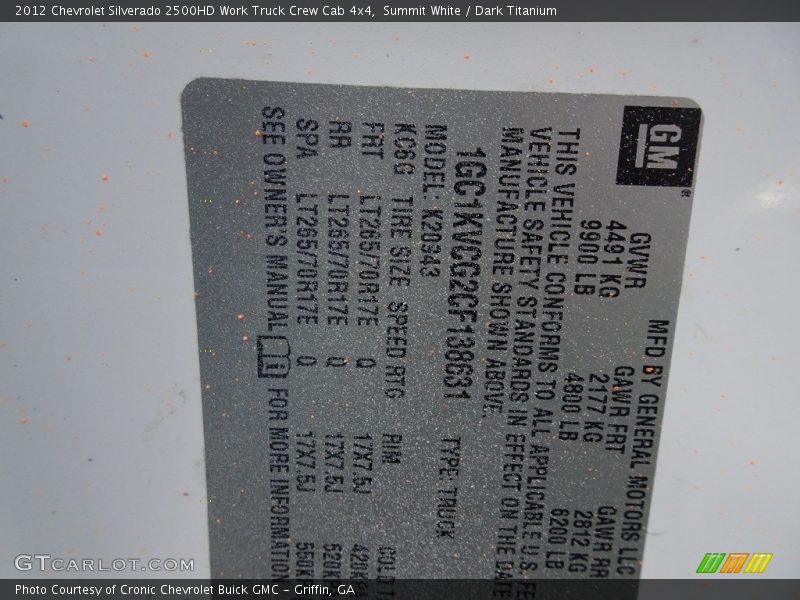 2012 Chevrolet Silverado 2500HD Work Truck Crew Cab 4x4, Summit White / Dark Titanium
GM
MFD BY GENERAL MOTORS LLC
GVWR GAWR FRT GAWR RR
4491 KG 2177 KG 2812 KG
9900 LB 4800 LB 6200 LB
THIS VEHICLE CONFORMS TO ALL APPLICABLE U.S. FE
VEHICLE SAFETY STANDARDS IN EFFECT ON THE DATE
MANUFACTURE SHOWN ABOVE.
1GC1KVCG2CF138631
TYPE: TRUCK
MODEL: K20943
KC6G TIRE SIZE SPEED RTG RIM COLD
FRT LT265/70R17E Q 17X7.5J
RR LT265/70R17E Q 17X7.5J
SPA LT265/70R17E Q 17X7.5J
SEE OWNER'S MANUAL FOR MORE INFORMATION
GTCARLOT.COM
Photo Courtesy of Cronic Chevrolet Buick GMC – Griffin, GA